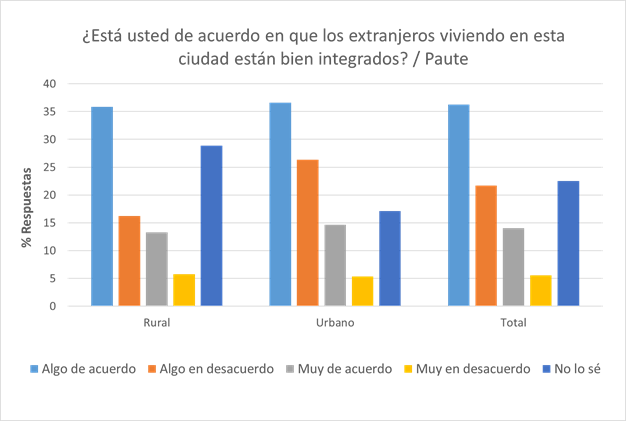 ¿Está usted de acuerdo en que los extranjeros viviendo en esta
ciudad están bien integrados? / Paute
40
35
30
25
20
15
10
5
0
% Respuestas
Rural Urbano Total
Algo de acuerdo Algo en desacuerdo Muy de acuerdo Muy en desacuerdo No lo sé